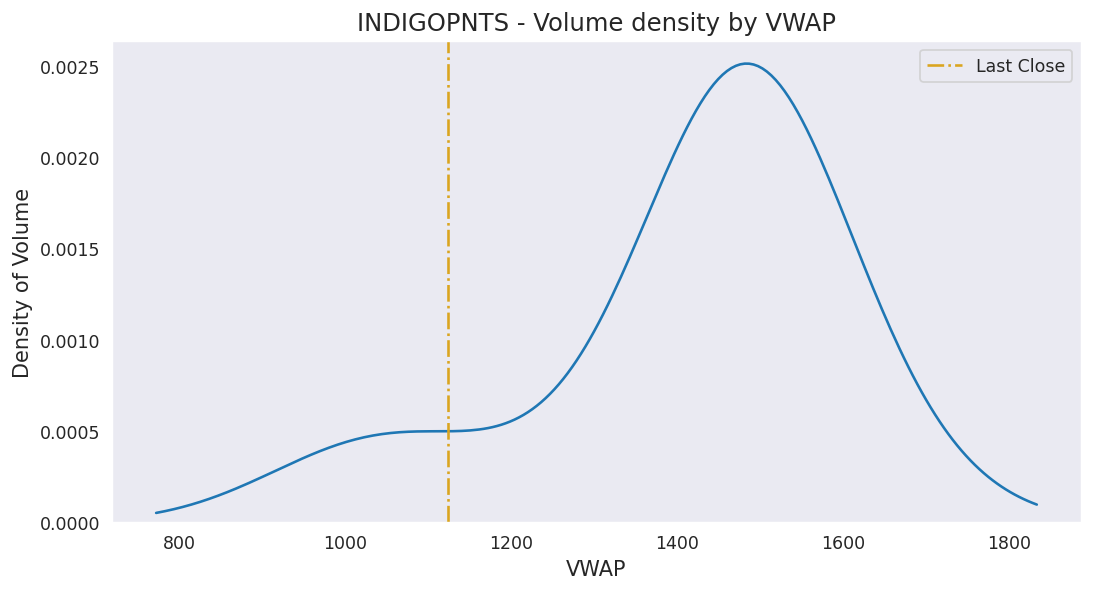 INDIGOPNTS - Volume density by VWAP
Last Close
Density of Volume
0.0025
0.0020
0.0015
0.0010
0.0005
0.0000
800 1000 1200 1400 1600 1800
VWAP